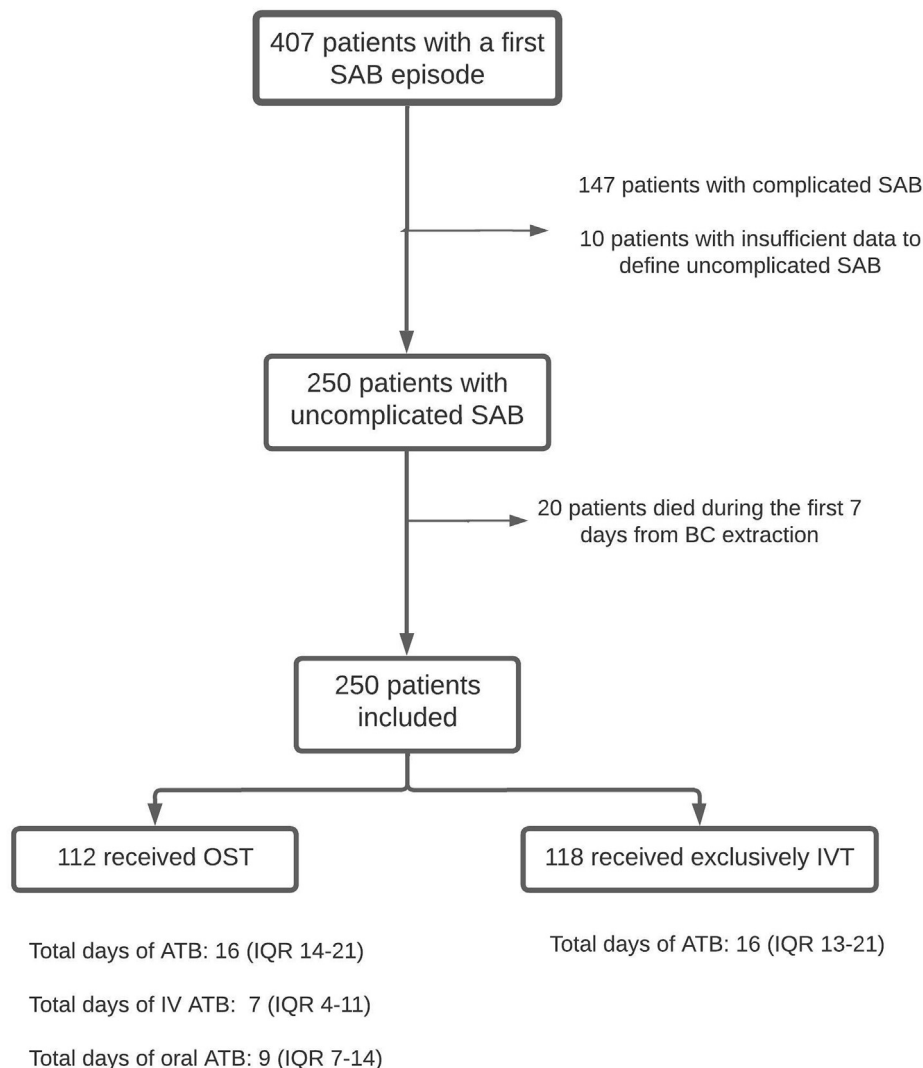 407 patients with a first
SAB episode
147 patients with complicated SAB
10 patients with insufficient data to
define uncomplicated SAB
250 patients with
uncomplicated SAB
20 patients died during the first 7
days from BC extraction
250 patients
included
112 received OST
118 received exclusively IVT
Total days of ATB: 16 (IQR 14-21)
Total days of IV ATB:  7 (IQR 4-11)
Total days of oral ATB: 9 (IQR 7-14)
Total days of ATB: 16 (IQR 13-21)